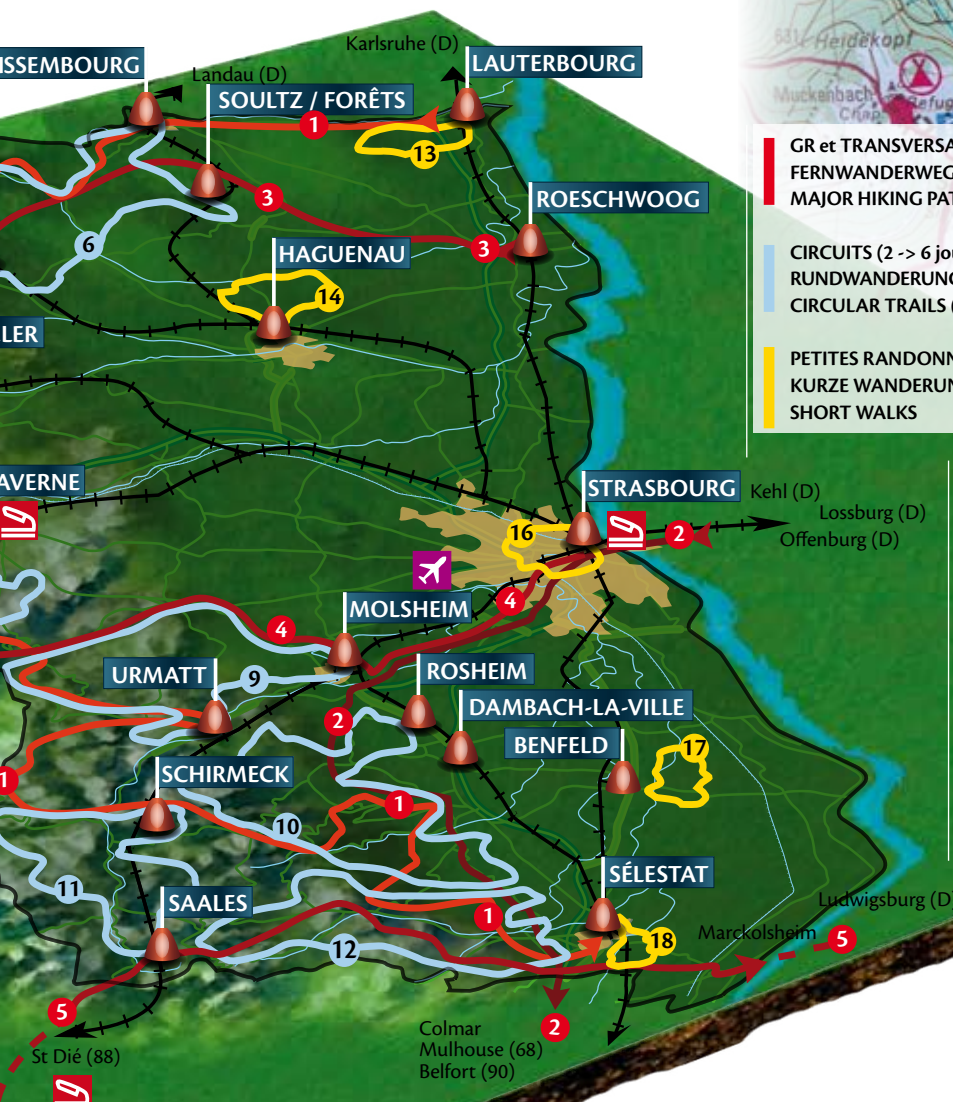 Karlsruhe (D)
ISSEMBOURG
LAUTERBOURG
Landau (D)
SOULTZ / FORÊTS
1
13
3
ROESCHWOOG
6
3
HAGUENAU
14
LER
AVERNE
STRASBOURG
Kehl (D)
Lossburg (D)
16
2
Offenburg (D)
4
MOLSHEIM
4
URMATT
9
ROSHEIM
2
DAMBACH-LA-VILLE
BENFELD
17
1
SCHIRMECK
1
10
11
SÉLESTAT
SAALES
1
Ludwigsburg (D
Marckolsheim
5
12
18
5
2
St Dié (88)
Colmar
Mulhouse (68)
Belfort (90)
631
Heidekopf
Muckenbach
Refug
Chap
GR et TRANSVERSA
FERNWANDERWEG
MAJOR HIKING PAT
CIRCUITS (2 -> 6 jou
RUNDWANDERUNG
CIRCULAR TRAILS (
PETITES RANDONN
KURZE WANDERUN
SHORT WALKS